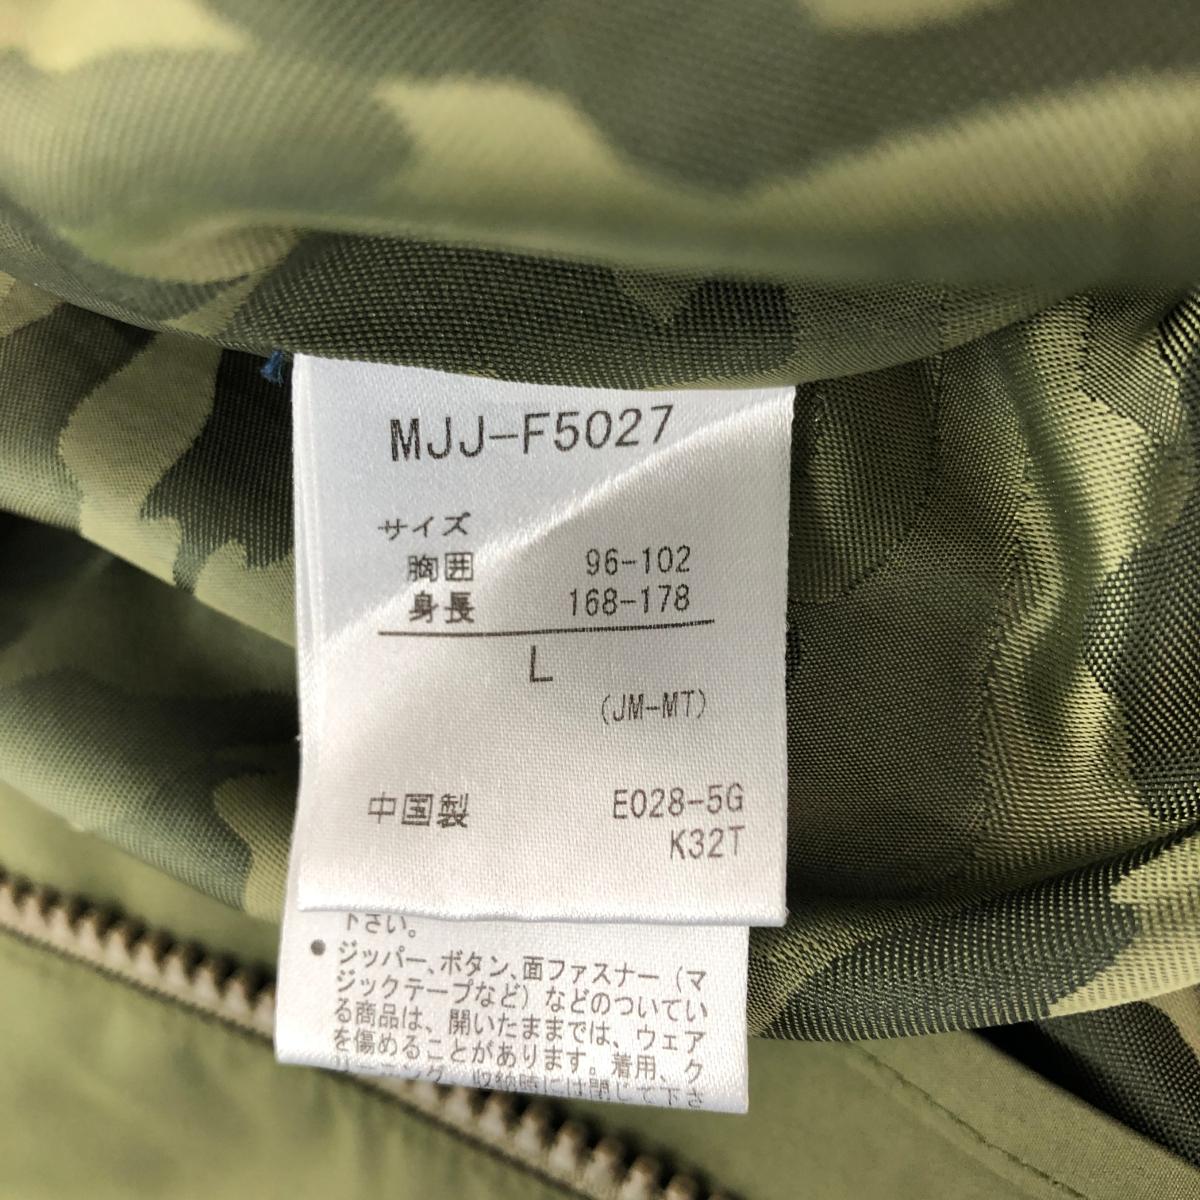 MJJ-F5027
サイズ
胸囲 96-102
身長 168-178
L
(JM-MT)
中国製 E028-5G
K32T
下さい。
● ジッパー、ボタン、面ファスナー(マ
ジックテープなど)などのついてい
る商品は、開いたままでは、ウェア
を傷めることがあります。着用、ク
リーニング、収納時には閉じて下さ